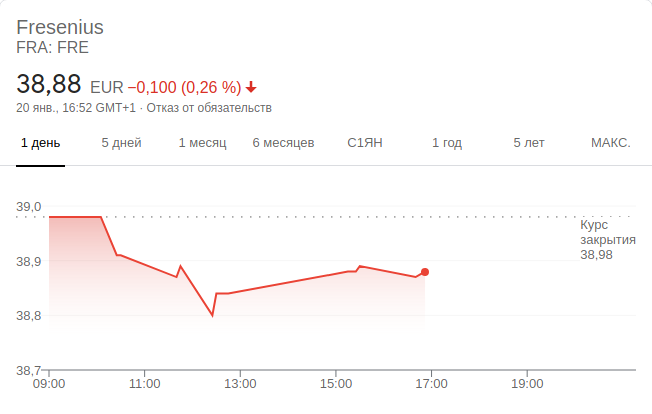 Fresenius
FRA: FRE
38,88 EUR −0,100 (0,26 %)
20 янв., 16:52 GMT+1 · Отказ от обязательств
1 день 5 дней 1 месяц 6 месяцев С1ЯН 1 год 5 лет МАКС.
39,0
Курс
закрытия
38,98
38,9
38,8
38,7
09:00 11:00 13:00 15:00 17:00 19:00